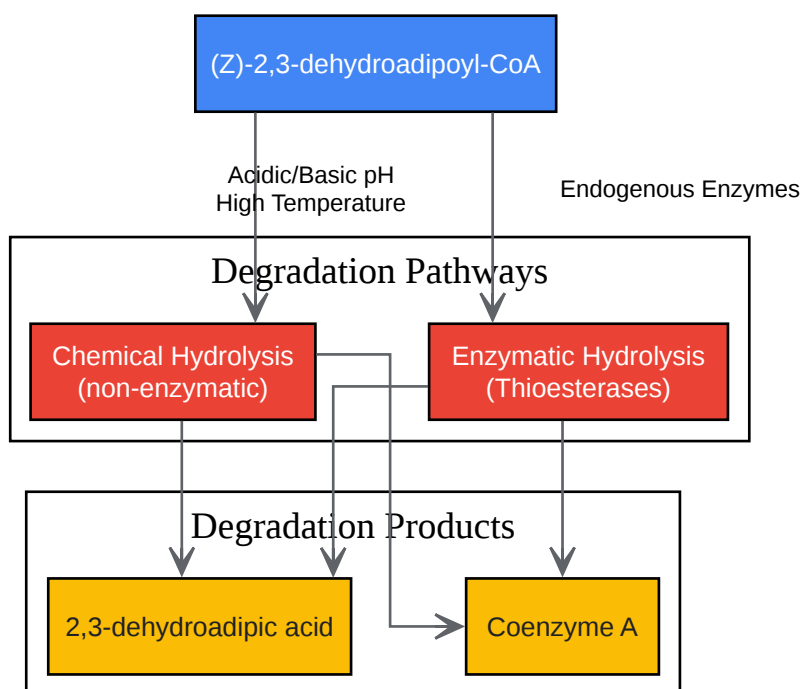 (Z)-2,3-dehydroadipoyl-CoA
Acidic/Basic pH
High Temperature
Endogenous Enzymes
Degradation Pathways
Chemical Hydrolysis
(non-enzymatic)
Enzymatic Hydrolysis
(Thioesterases)
Degradation Products
2,3-dehydroadipic acid
Coenzyme A